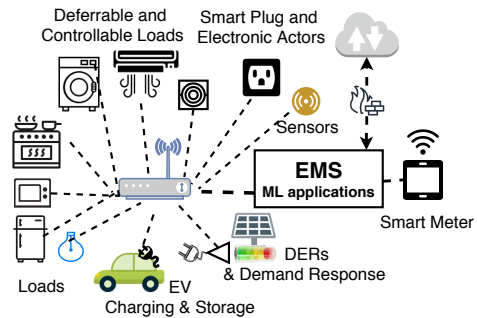 Deferrable and
Controllable Loads
Smart Plug and
Electronic Actors
Sensors
EMS
ML applications
Smart Meter
DERs
& Demand Response
Loads
EV
Charging & Storage